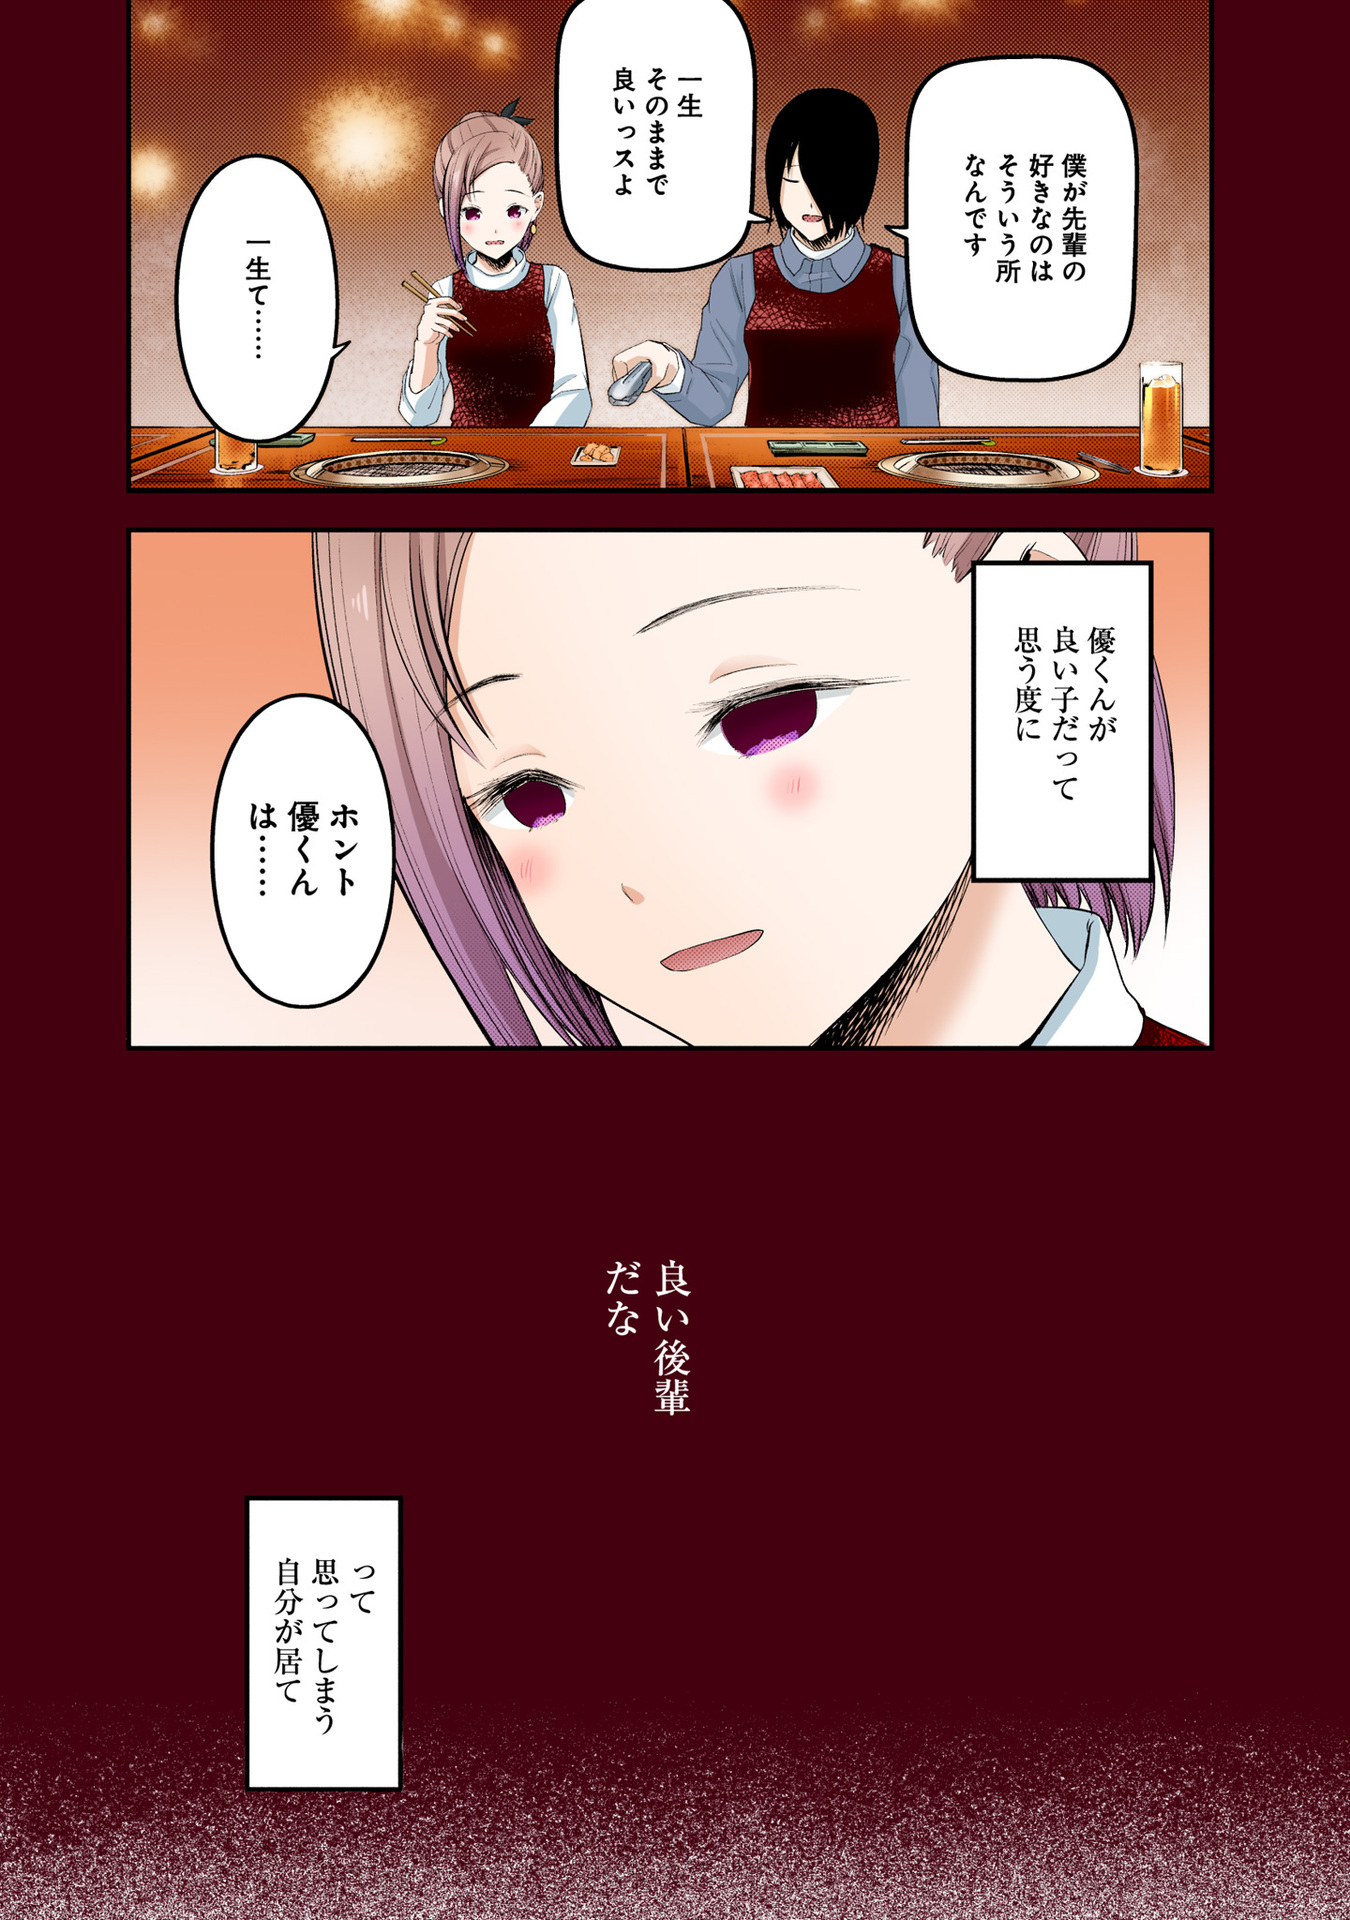 僕が先輩の
好きなのは
そういう所
なんです
一生
そのままで
良いっスよ
一生て……
優くんが
良い子だって
思う度に
ホント
優くん
は……
良い後輩
だな
って
思ってしまう
自分が居て